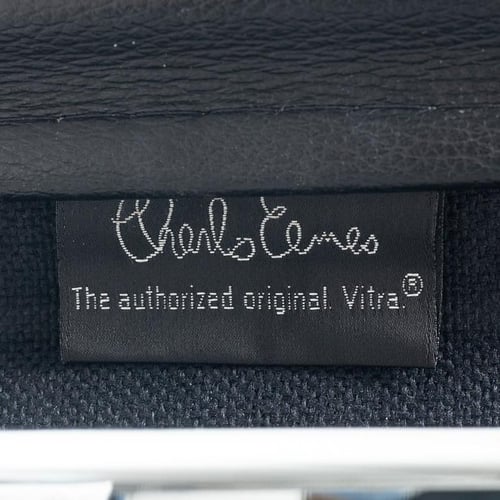 Charles Eames
The authorized original. Vitra.®